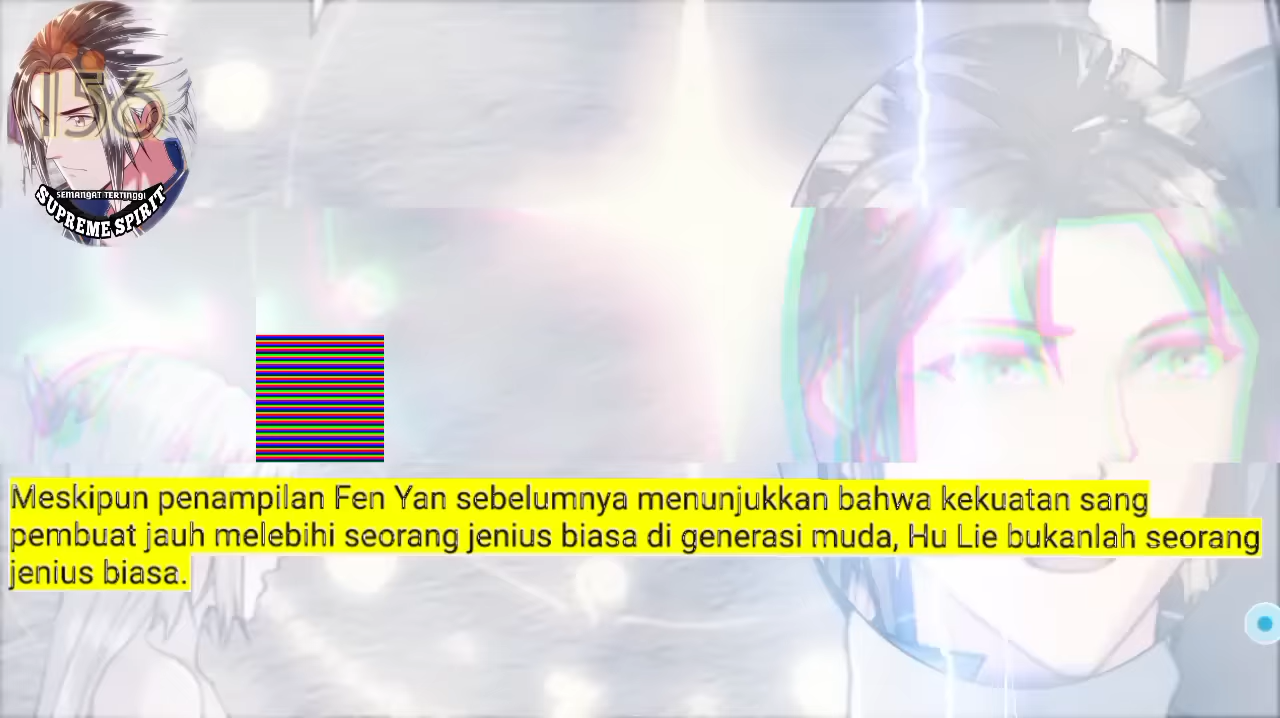 156
SEMANGAT TERTINGGI
SUPREME SPIRIT
Meskipun penampilan Fen Yan sebelumnya menunjukkan bahwa kekuatan sang
pembuat jauh melebihi seorang jenius biasa di generasi muda, Hu Lie bukanlah seorang
jenius biasa.